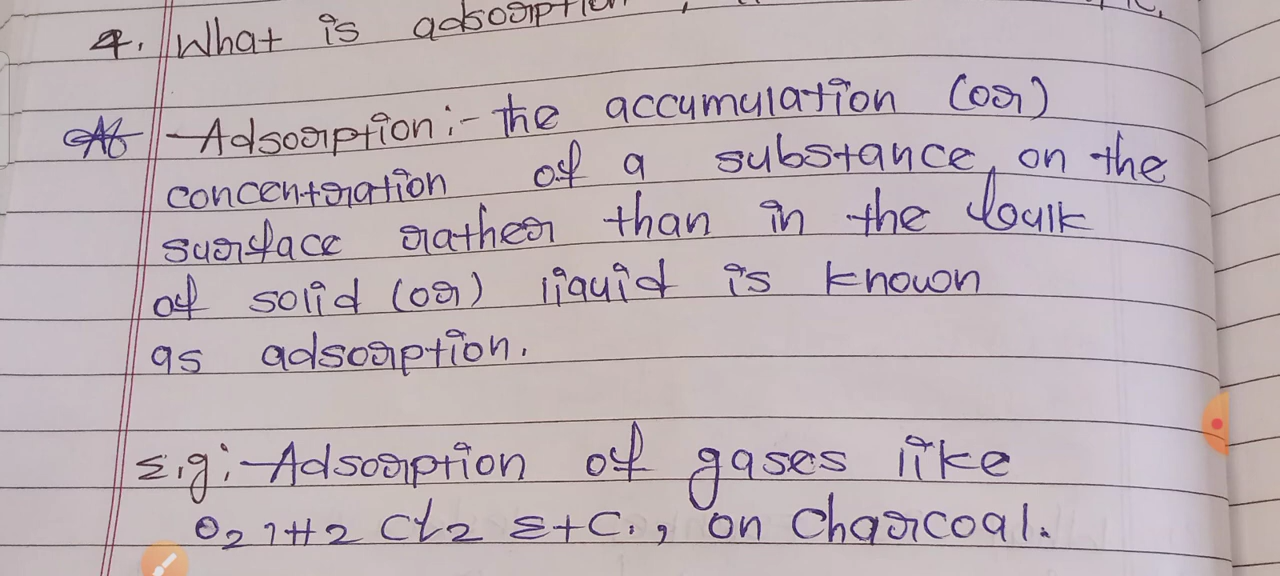 4. What is adsorption,
Adsorption :- the accumulation (or)
concentration of a substance, on the
surface rather than in the bulk
of solid (or) liquid is known
as adsorption.
E.g :- Adsorption of gases like
O2, H2 Cl2 Etc., on Charcoal.